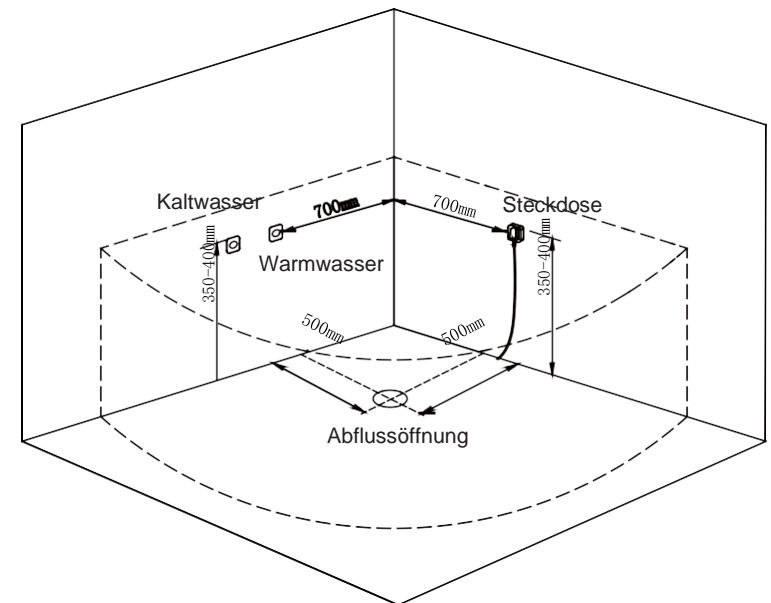 Kaltwasser
700mm
700mm
Steckdose
350-400mm
Warmwasser
350-400mm
500mm
500mm
Abflussöffnung